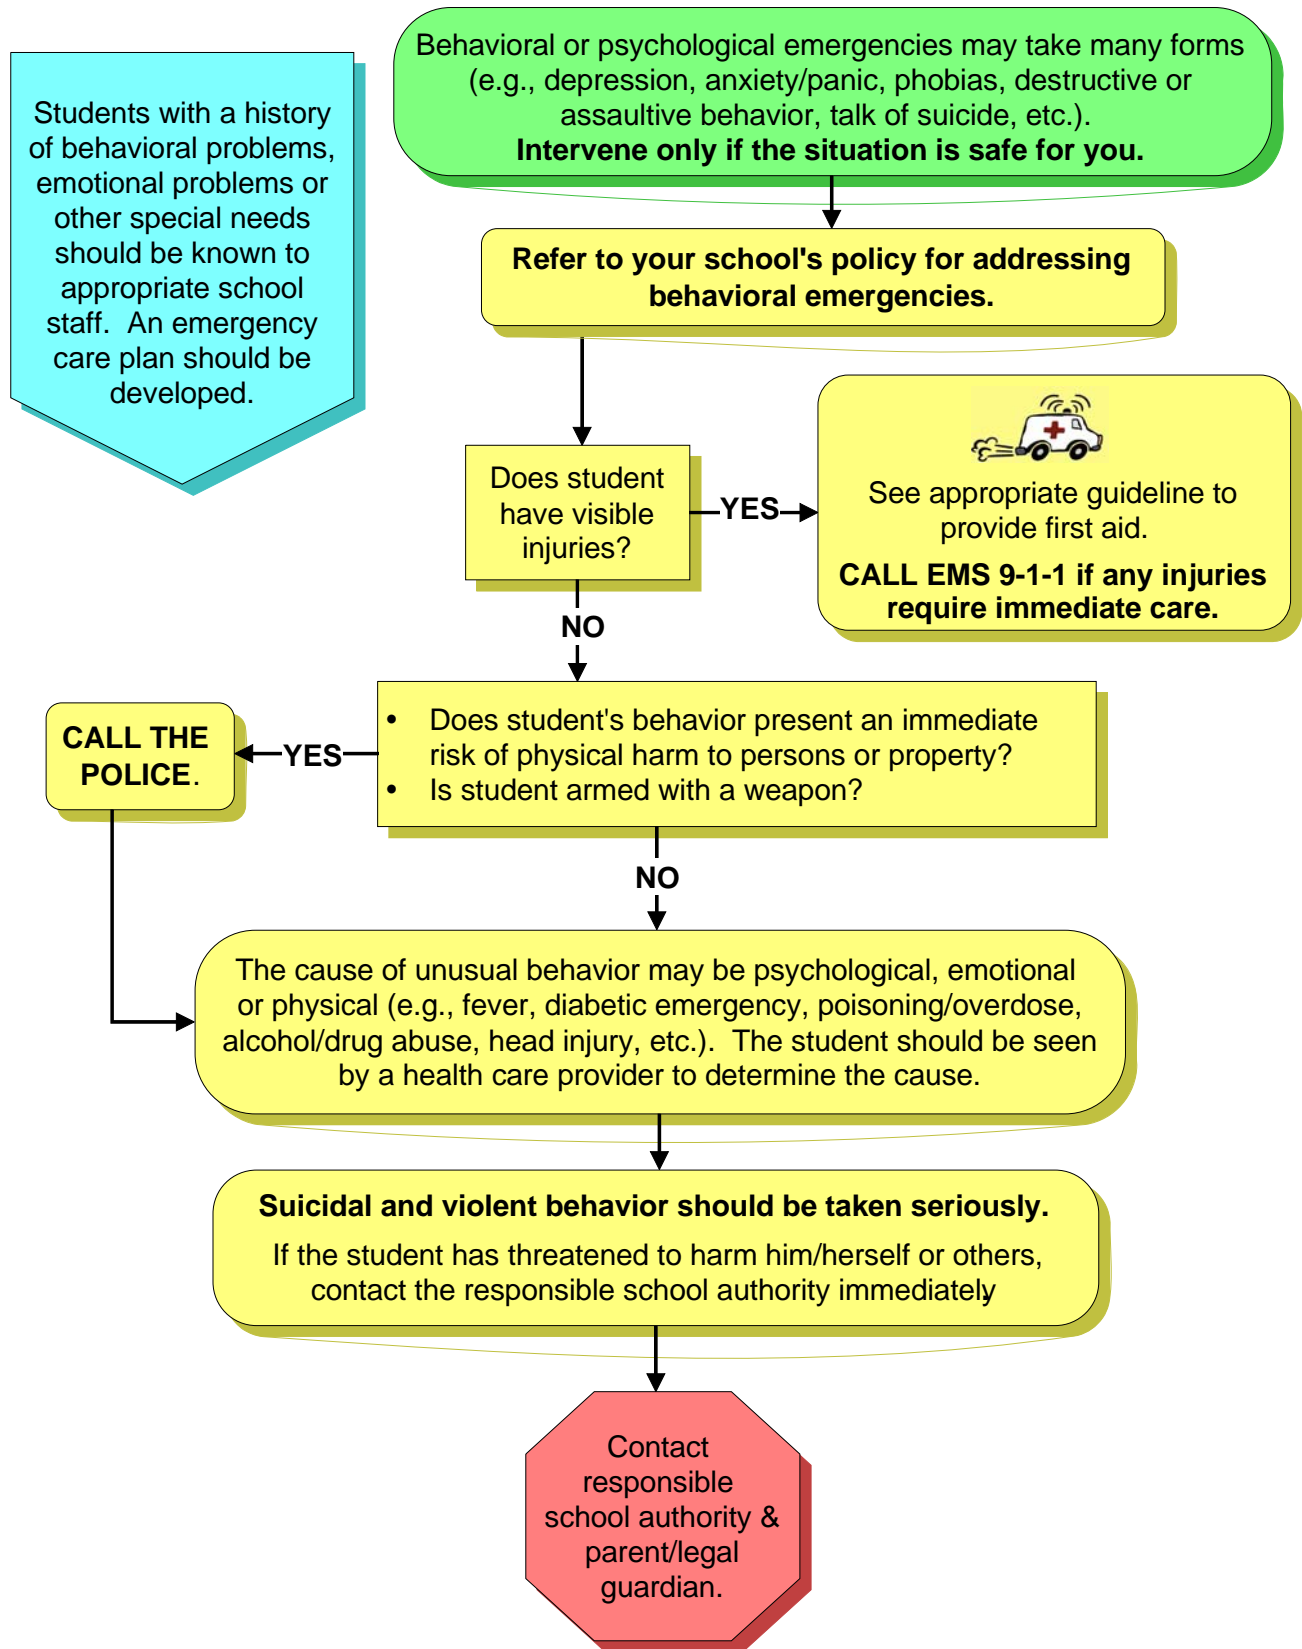 Behavioral or psychological emergencies may take many forms
(e.g., depression, anxiety/panic, phobias, destructive or
assaultive behavior, talk of suicide, etc.).
Intervene only if the situation is safe for you.
Students with a history
of behavioral problems,
emotional problems or
other special needs
should be known to
appropriate school
staff.  An emergency
care plan should be
developed.
Refer to your school's policy for addressing
behavioral emergencies.
Does student
have visible
injuries?
YES
See appropriate guideline to
provide first aid.
CALL EMS 9-1-1 if any injuries
require immediate care.
NO
• Does student's behavior present an immediate
risk of physical harm to persons or property?
• Is student armed with a weapon?
YES
CALL THE
POLICE.
NO
The cause of unusual behavior may be psychological, emotional
or physical (e.g., fever, diabetic emergency, poisoning/overdose,
alcohol/drug abuse, head injury, etc.).  The student should be seen
by a health care provider to determine the cause.
Suicidal and violent behavior should be taken seriously.
If the student has threatened to harm him/herself or others,
contact the responsible school authority immediately.
Contact
responsible
school authority &
parent/legal
guardian.